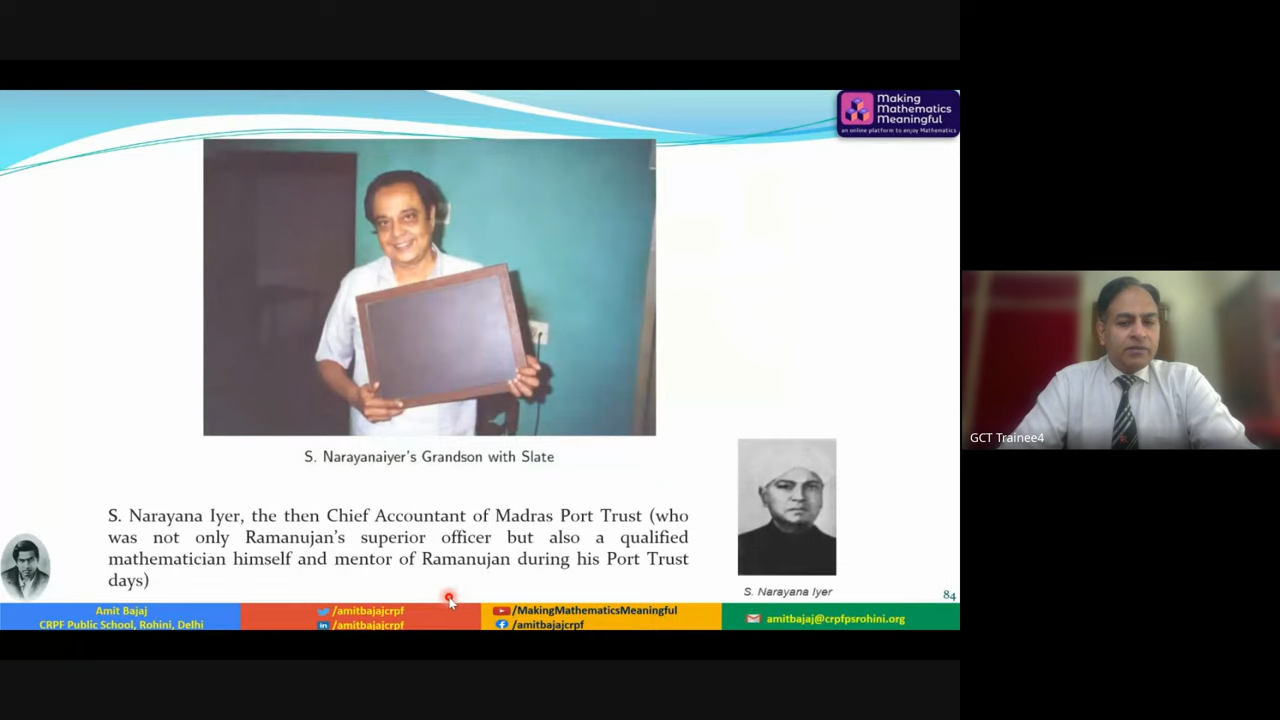 Making
Mathematics
Meaningful
an online platform to enjoy Mathematics
S. Narayanaiyer's Grandson with Slate
S. Narayana Iyer, the then Chief Accountant of Madras Port Trust (who
was not only Ramanujan's superior officer but also a qualified
mathematician himself and mentor of Ramanujan during his Port Trust
days)
S. Narayana Iyer
84
Amit Bajaj
CRPF Public School, Rohini, Delhi
/amitbajajcrpf
/amitbajajcrpf
/MakingMathematicsMeaningful
/amitbajajcrpf
amitbajaj@crpfpsrohini.org
GCT Trainee4